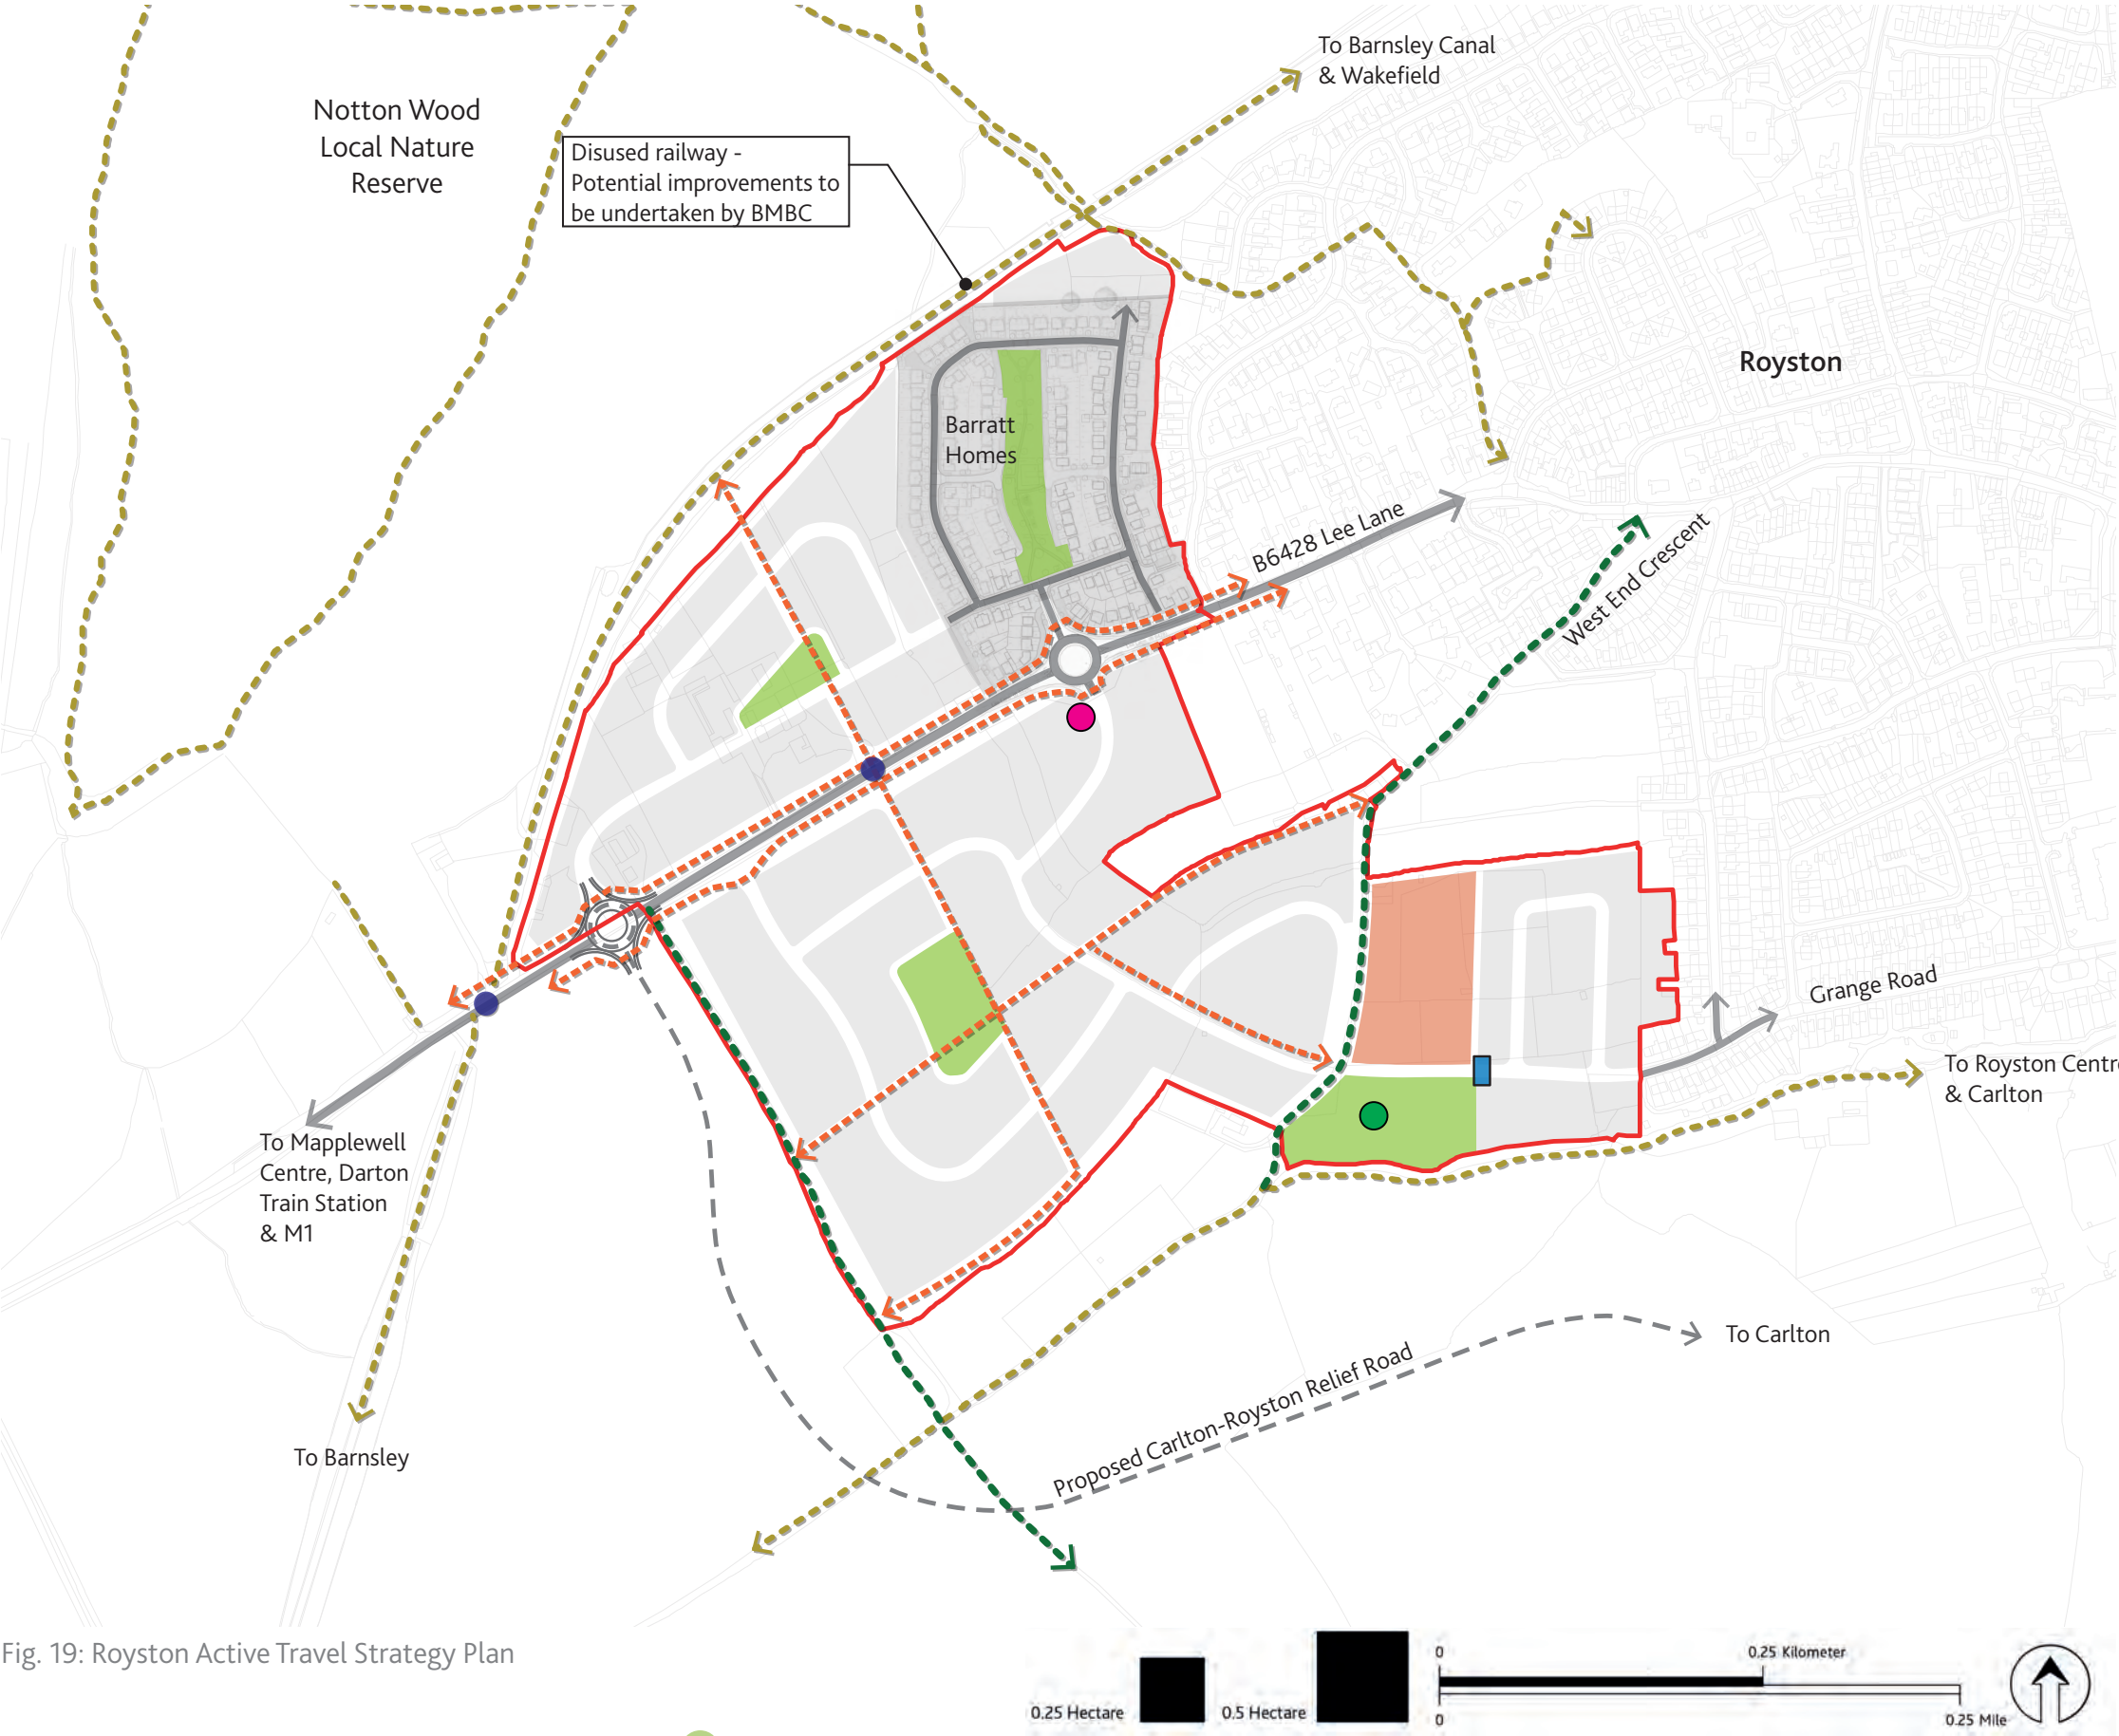 To Barnsley Canal
& Wakefield
Notton Wood
Local Nature
Reserve
Disused railway -
Potential improvements to
be undertaken by BMBC
Royston
Barratt
Homes
B6428 Lee Lane
West End Crescent
Grange Road
To Royston Centre
& Carlton
To Mapplewell
Centre, Darton
Train Station
& M1
To Carlton
Proposed Carlton-Royston Relief Road
To Barnsley
Fig. 19: Royston Active Travel Strategy Plan
0.25 Hectare
0.5 Hectare
0
0.25 Kilometer
0
0.25 Mile